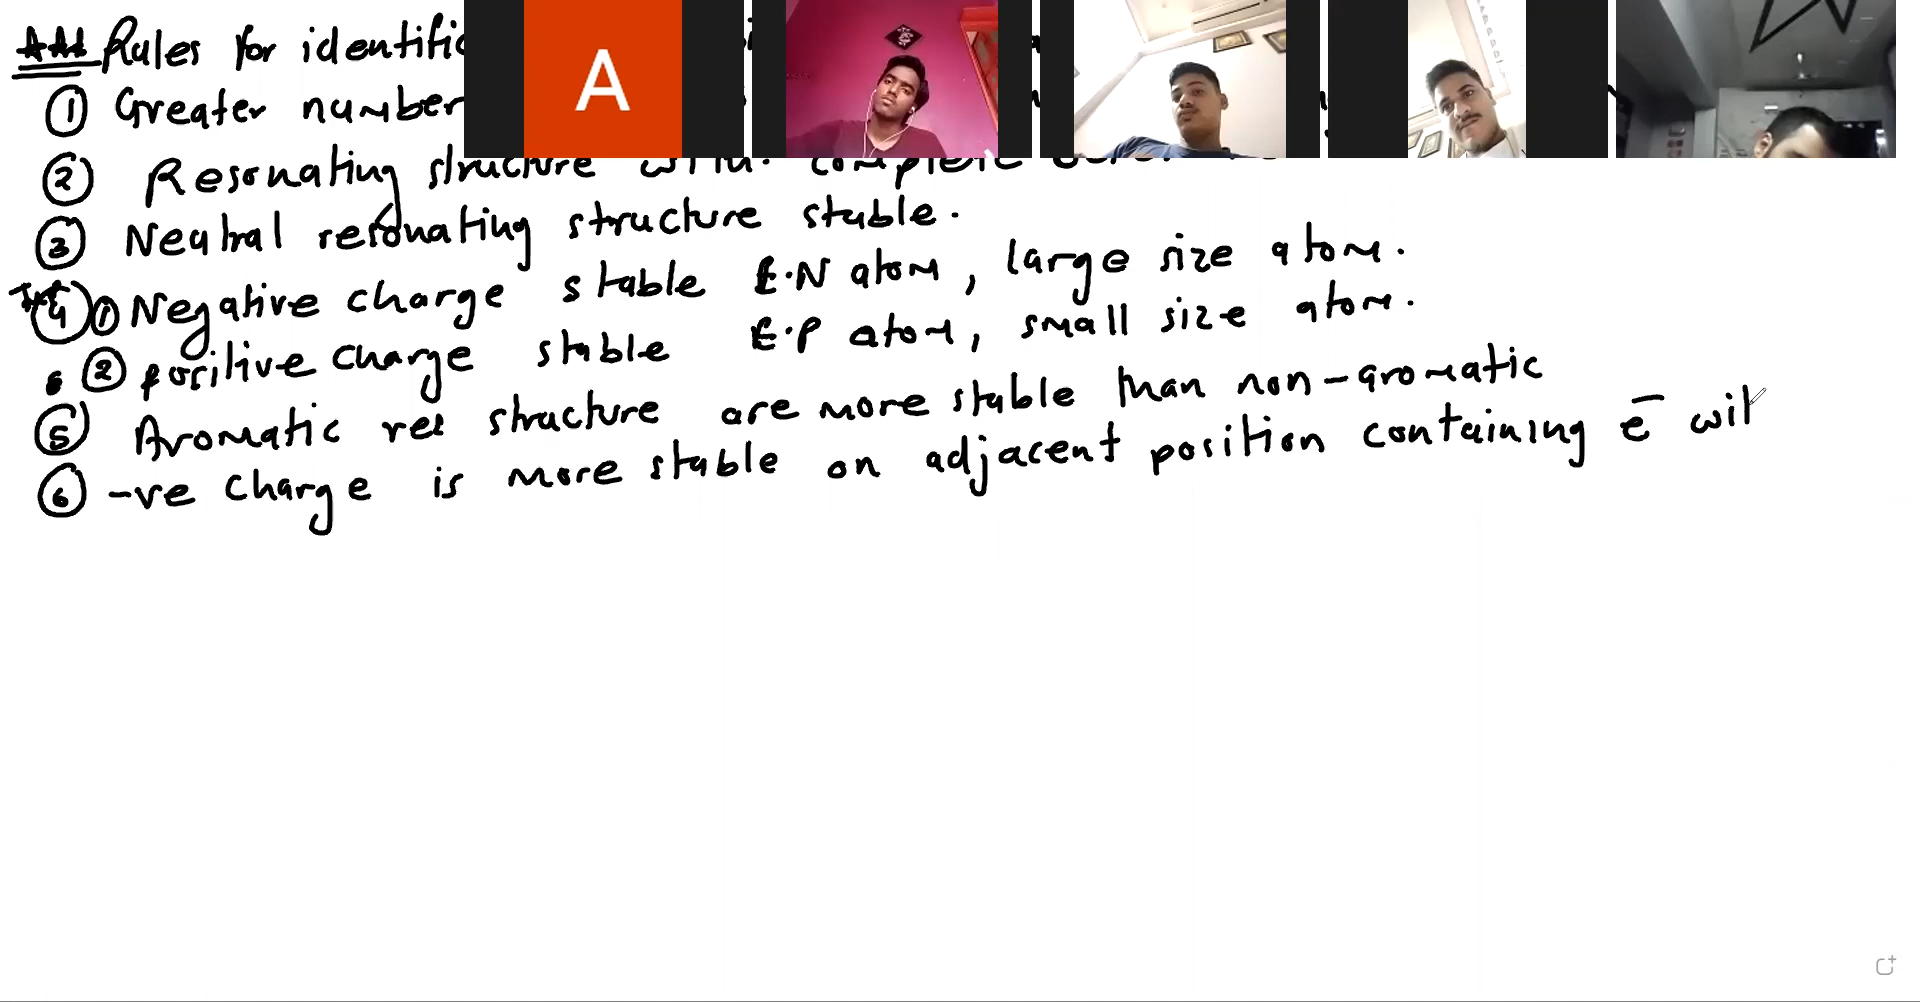 Rules for identific
A
① Greater number
② Resonating structure with complete
③ Neutral resonating structure stable.
④ ① Negative charge stable E.N atom, large size atom.
② positive charge stable E.P atom, small size atom.
⑤ Aromatic res structure are more stable than non-aromatic
⑥ -ve charge is more stable on adjacent position containing e̅ wit